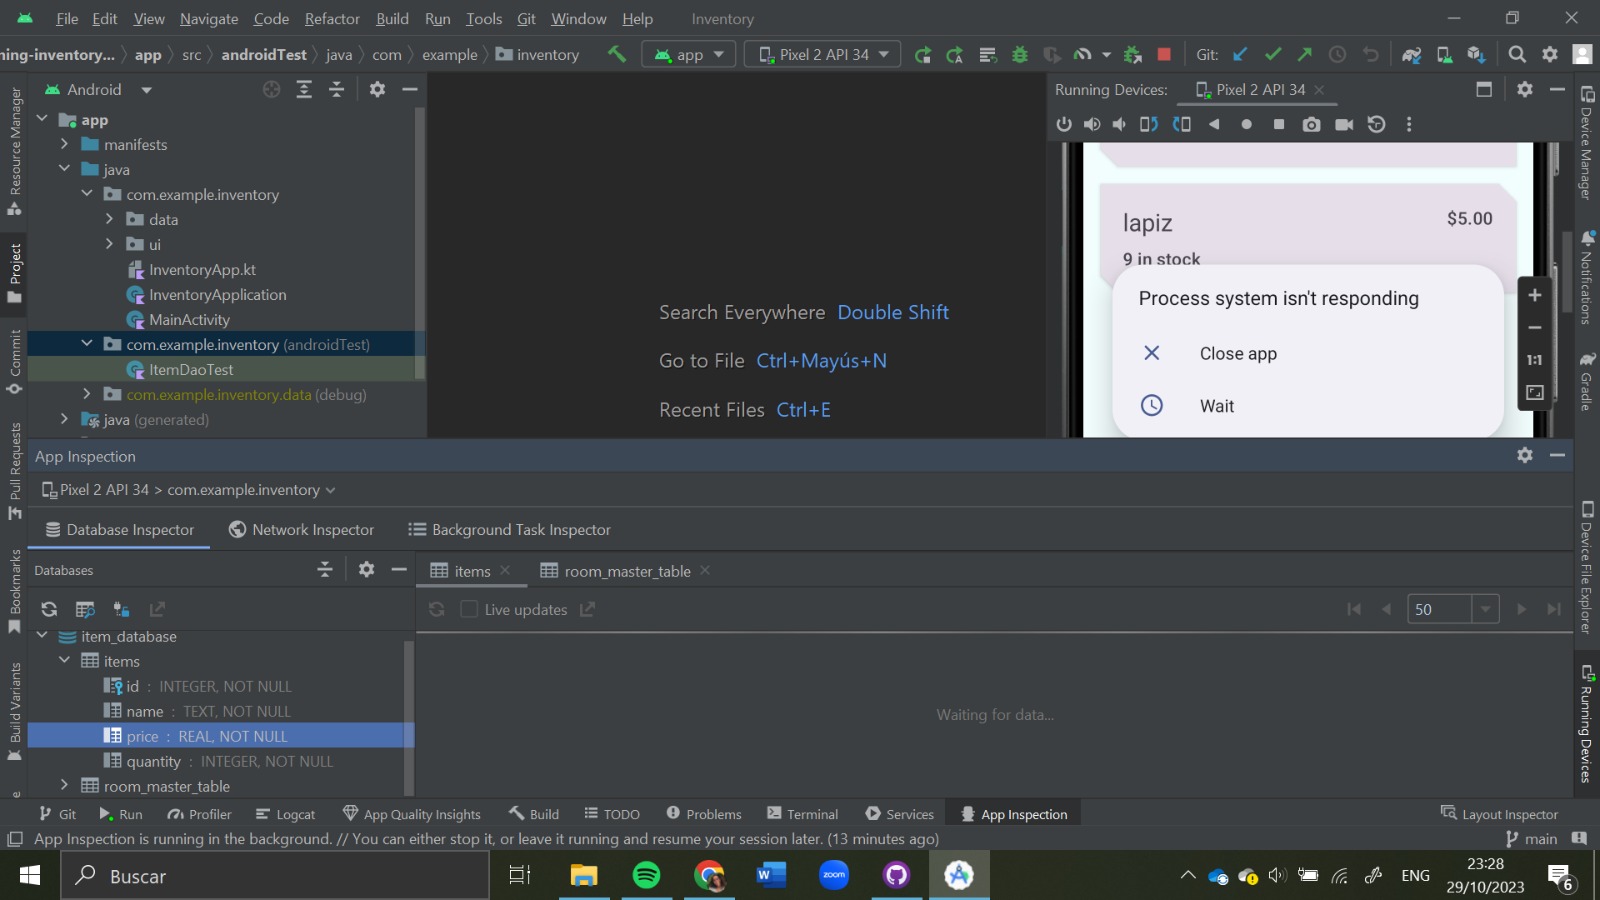 File Edit View Navigate Code Refactor Build Run Tools Git Window Help Inventory
ning-inventory... app src androidTest java com example inventory app Pixel 2 API 34 Git:
Android
Running Devices: Pixel 2 API 34
app
manifests
java
com.example.inventory
data
ui
InventoryApp.kt
InventoryApplication
MainActivity
com.example.inventory (androidTest)
ItemDaoTest
com.example.inventory.data (debug)
java (generated)
Search Everywhere Double Shift
Go to File Ctrl+Mayús+N
Recent Files Ctrl+E
lapiz $5.00
9 in stock
Process system isn't responding
Close app
Wait
1:1
Resource Manager
Project
Commit
Pull Requests
Bookmarks
Build Variants
Device Manager
Notifications
Gradle
Device File Explorer
Running Devices
App Inspection
Pixel 2 API 34 > com.example.inventory
Database Inspector Network Inspector Background Task Inspector
Databases
items room_master_table
Live updates 50
item_database
items
id : INTEGER, NOT NULL
name : TEXT, NOT NULL
price : REAL, NOT NULL
quantity : INTEGER, NOT NULL
room_master_table
Waiting for data...
Git Run Profiler Logcat App Quality Insights Build TODO Problems Terminal Services App Inspection Layout Inspector
App Inspection is running in the background. // You can either stop it, or leave it running and resume your session later. (13 minutes ago) main
Buscar
zoom
ENG
23:28
29/10/2023
6